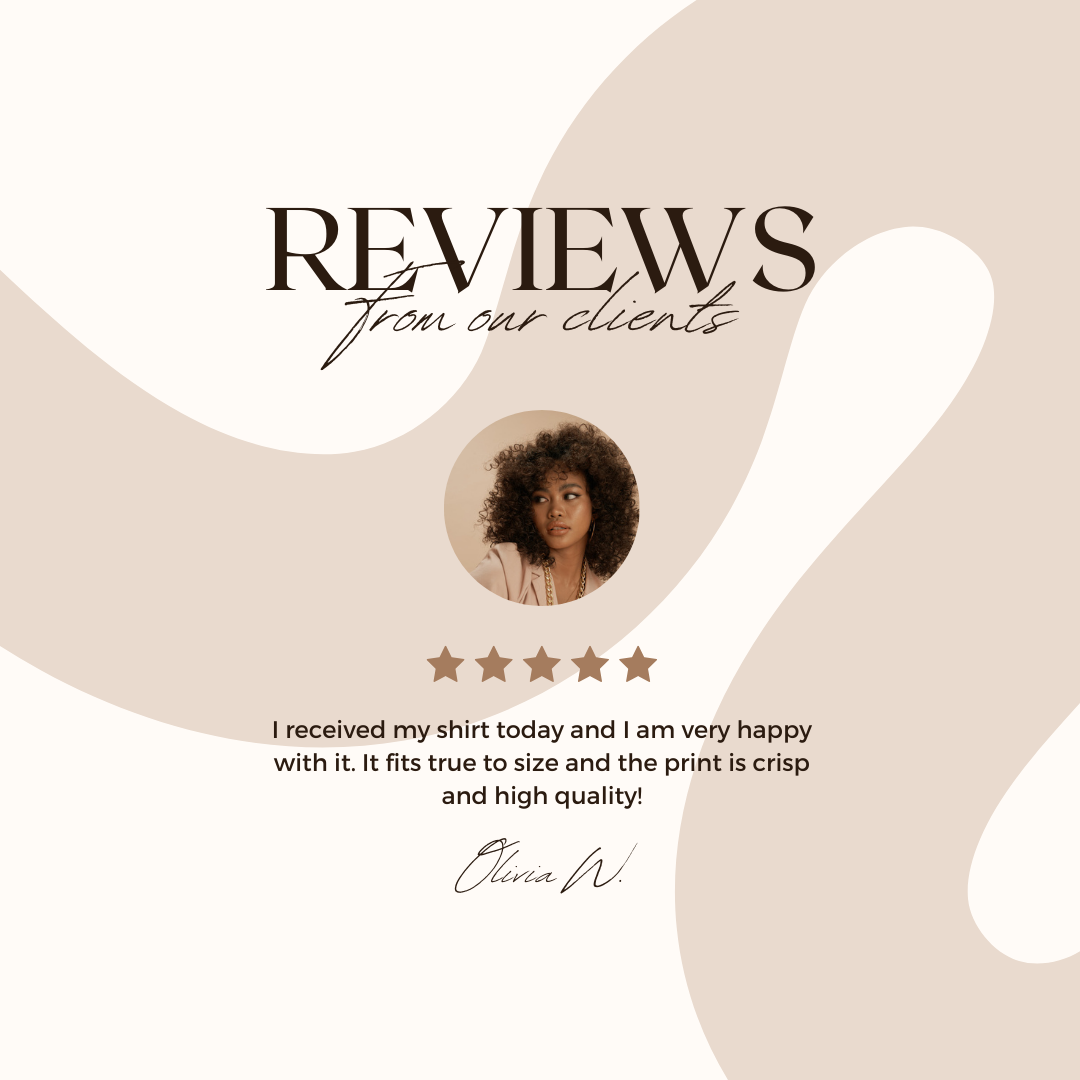 REVIEWS
from our clients
I received my shirt today and I am very happy
with it. It fits true to size and the print is crisp
and high quality!
Olivia W.